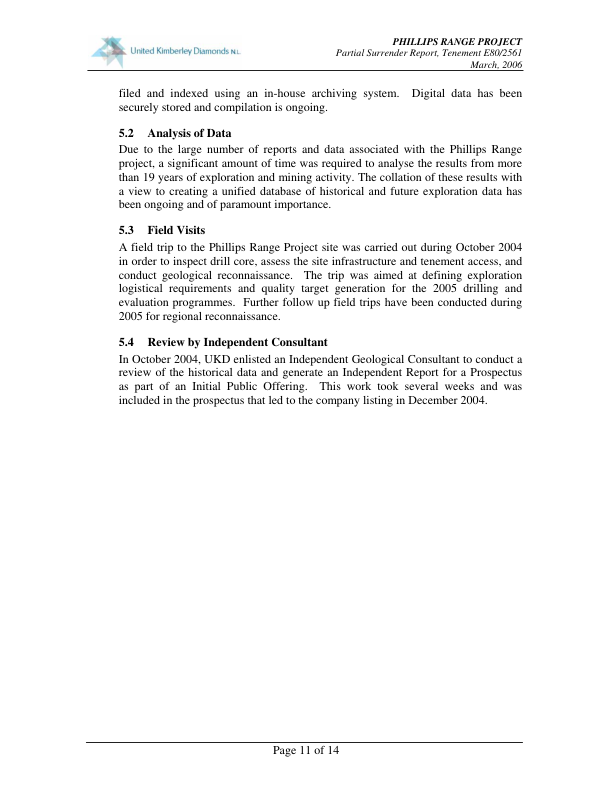 United Kimberley Diamonds N.L.
PHILLIPS RANGE PROJECT
Partial Surrender Report, Tenement E80/2561
March, 2006
filed and indexed using an in-house archiving system.  Digital data has been
securely stored and compilation is ongoing.
5.2 Analysis of Data
Due to the large number of reports and data associated with the Phillips Range
project, a significant amount of time was required to analyse the results from more
than 19 years of exploration and mining activity. The collation of these results with
a view to creating a unified database of historical and future exploration data has
been ongoing and of paramount importance.
5.3 Field Visits
A field trip to the Phillips Range Project site was carried out during October 2004
in order to inspect drill core, assess the site infrastructure and tenement access, and
conduct geological reconnaissance.  The trip was aimed at defining exploration
logistical requirements and quality target generation for the 2005 drilling and
evaluation programmes.  Further follow up field trips have been conducted during
2005 for regional reconnaissance.
5.4 Review by Independent Consultant
In October 2004, UKD enlisted an Independent Geological Consultant to conduct a
review of the historical data and generate an Independent Report for a Prospectus
as part of an Initial Public Offering.  This work took several weeks and was
included in the prospectus that led to the company listing in December 2004.
Page 11 of 14